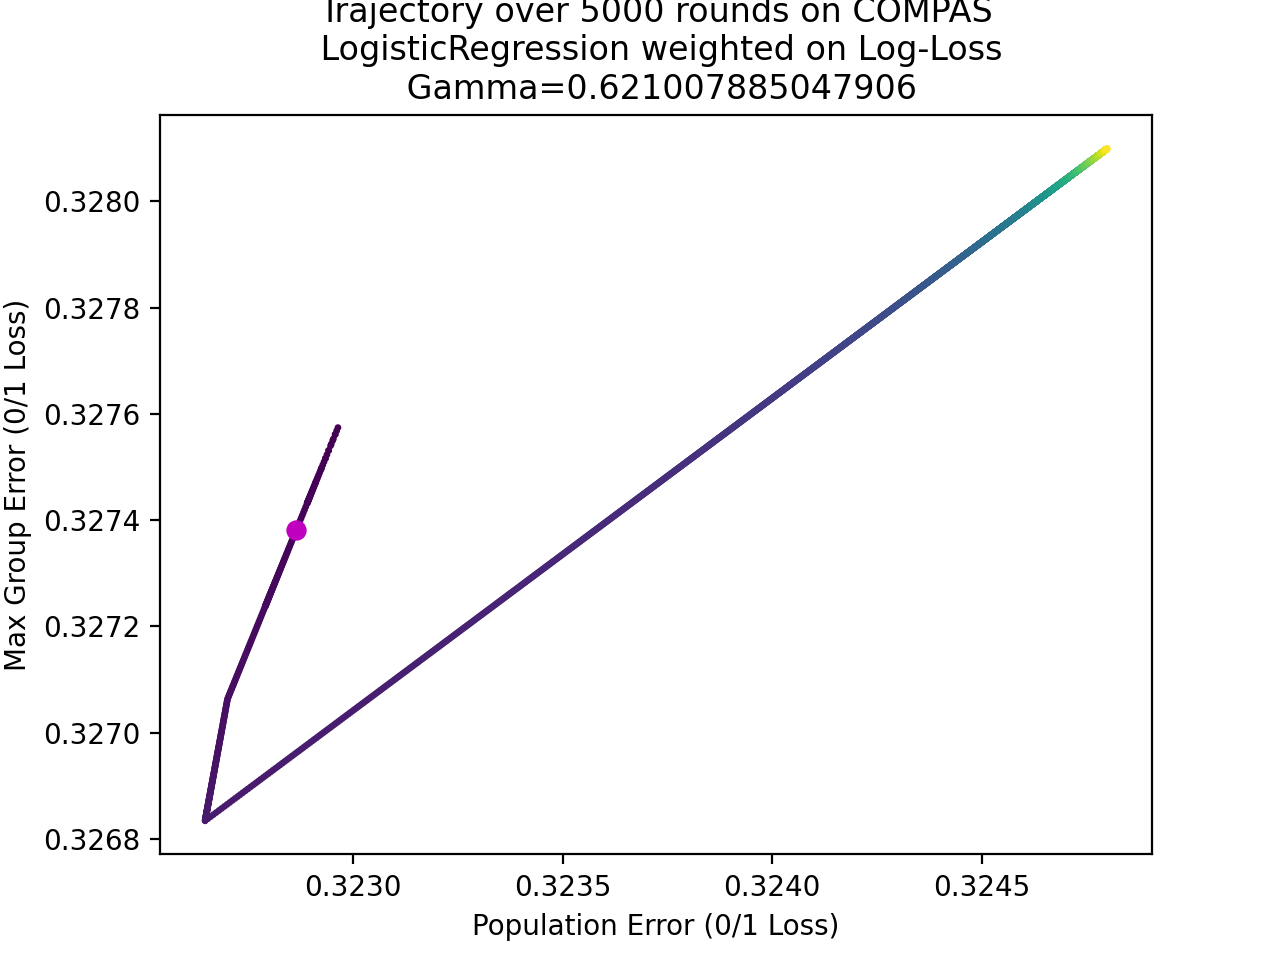 Trajectory over 5000 rounds on COMPAS
LogisticRegression weighted on Log-Loss
Gamma=0.621007885047906
Max Group Error (0/1 Loss)
0.3280
0.3278
0.3276
0.3274
0.3272
0.3270
0.3268
0.3230 0.3235 0.3240 0.3245
Population Error (0/1 Loss)